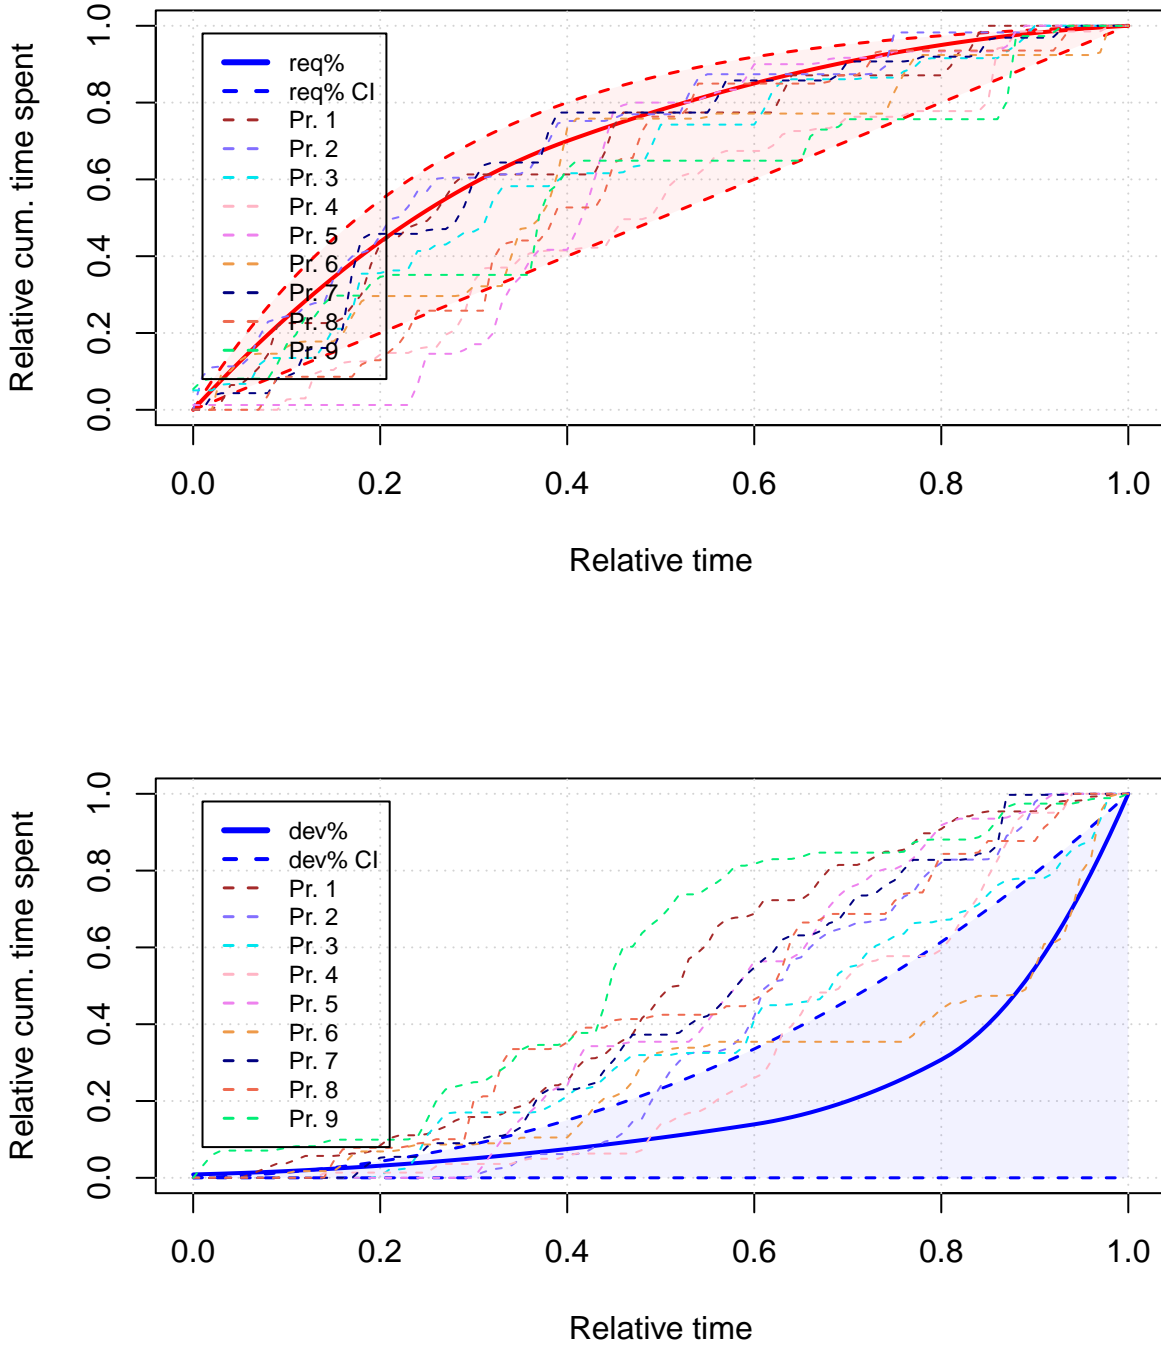 Relative cum. time spent
1.0
0.8
0.6
0.4
0.2
0.0
req%
req% CI
Pr. 1
Pr. 2
Pr. 3
Pr. 4
Pr. 5
Pr. 6
Pr. 7
Pr. 8
Pr. 9
0.0 0.2 0.4 0.6 0.8 1.0
Relative time
Relative cum. time spent
1.0
0.8
0.6
0.4
0.2
0.0
dev%
dev% CI
Pr. 1
Pr. 2
Pr. 3
Pr. 4
Pr. 5
Pr. 6
Pr. 7
Pr. 8
Pr. 9
0.0 0.2 0.4 0.6 0.8 1.0
Relative time